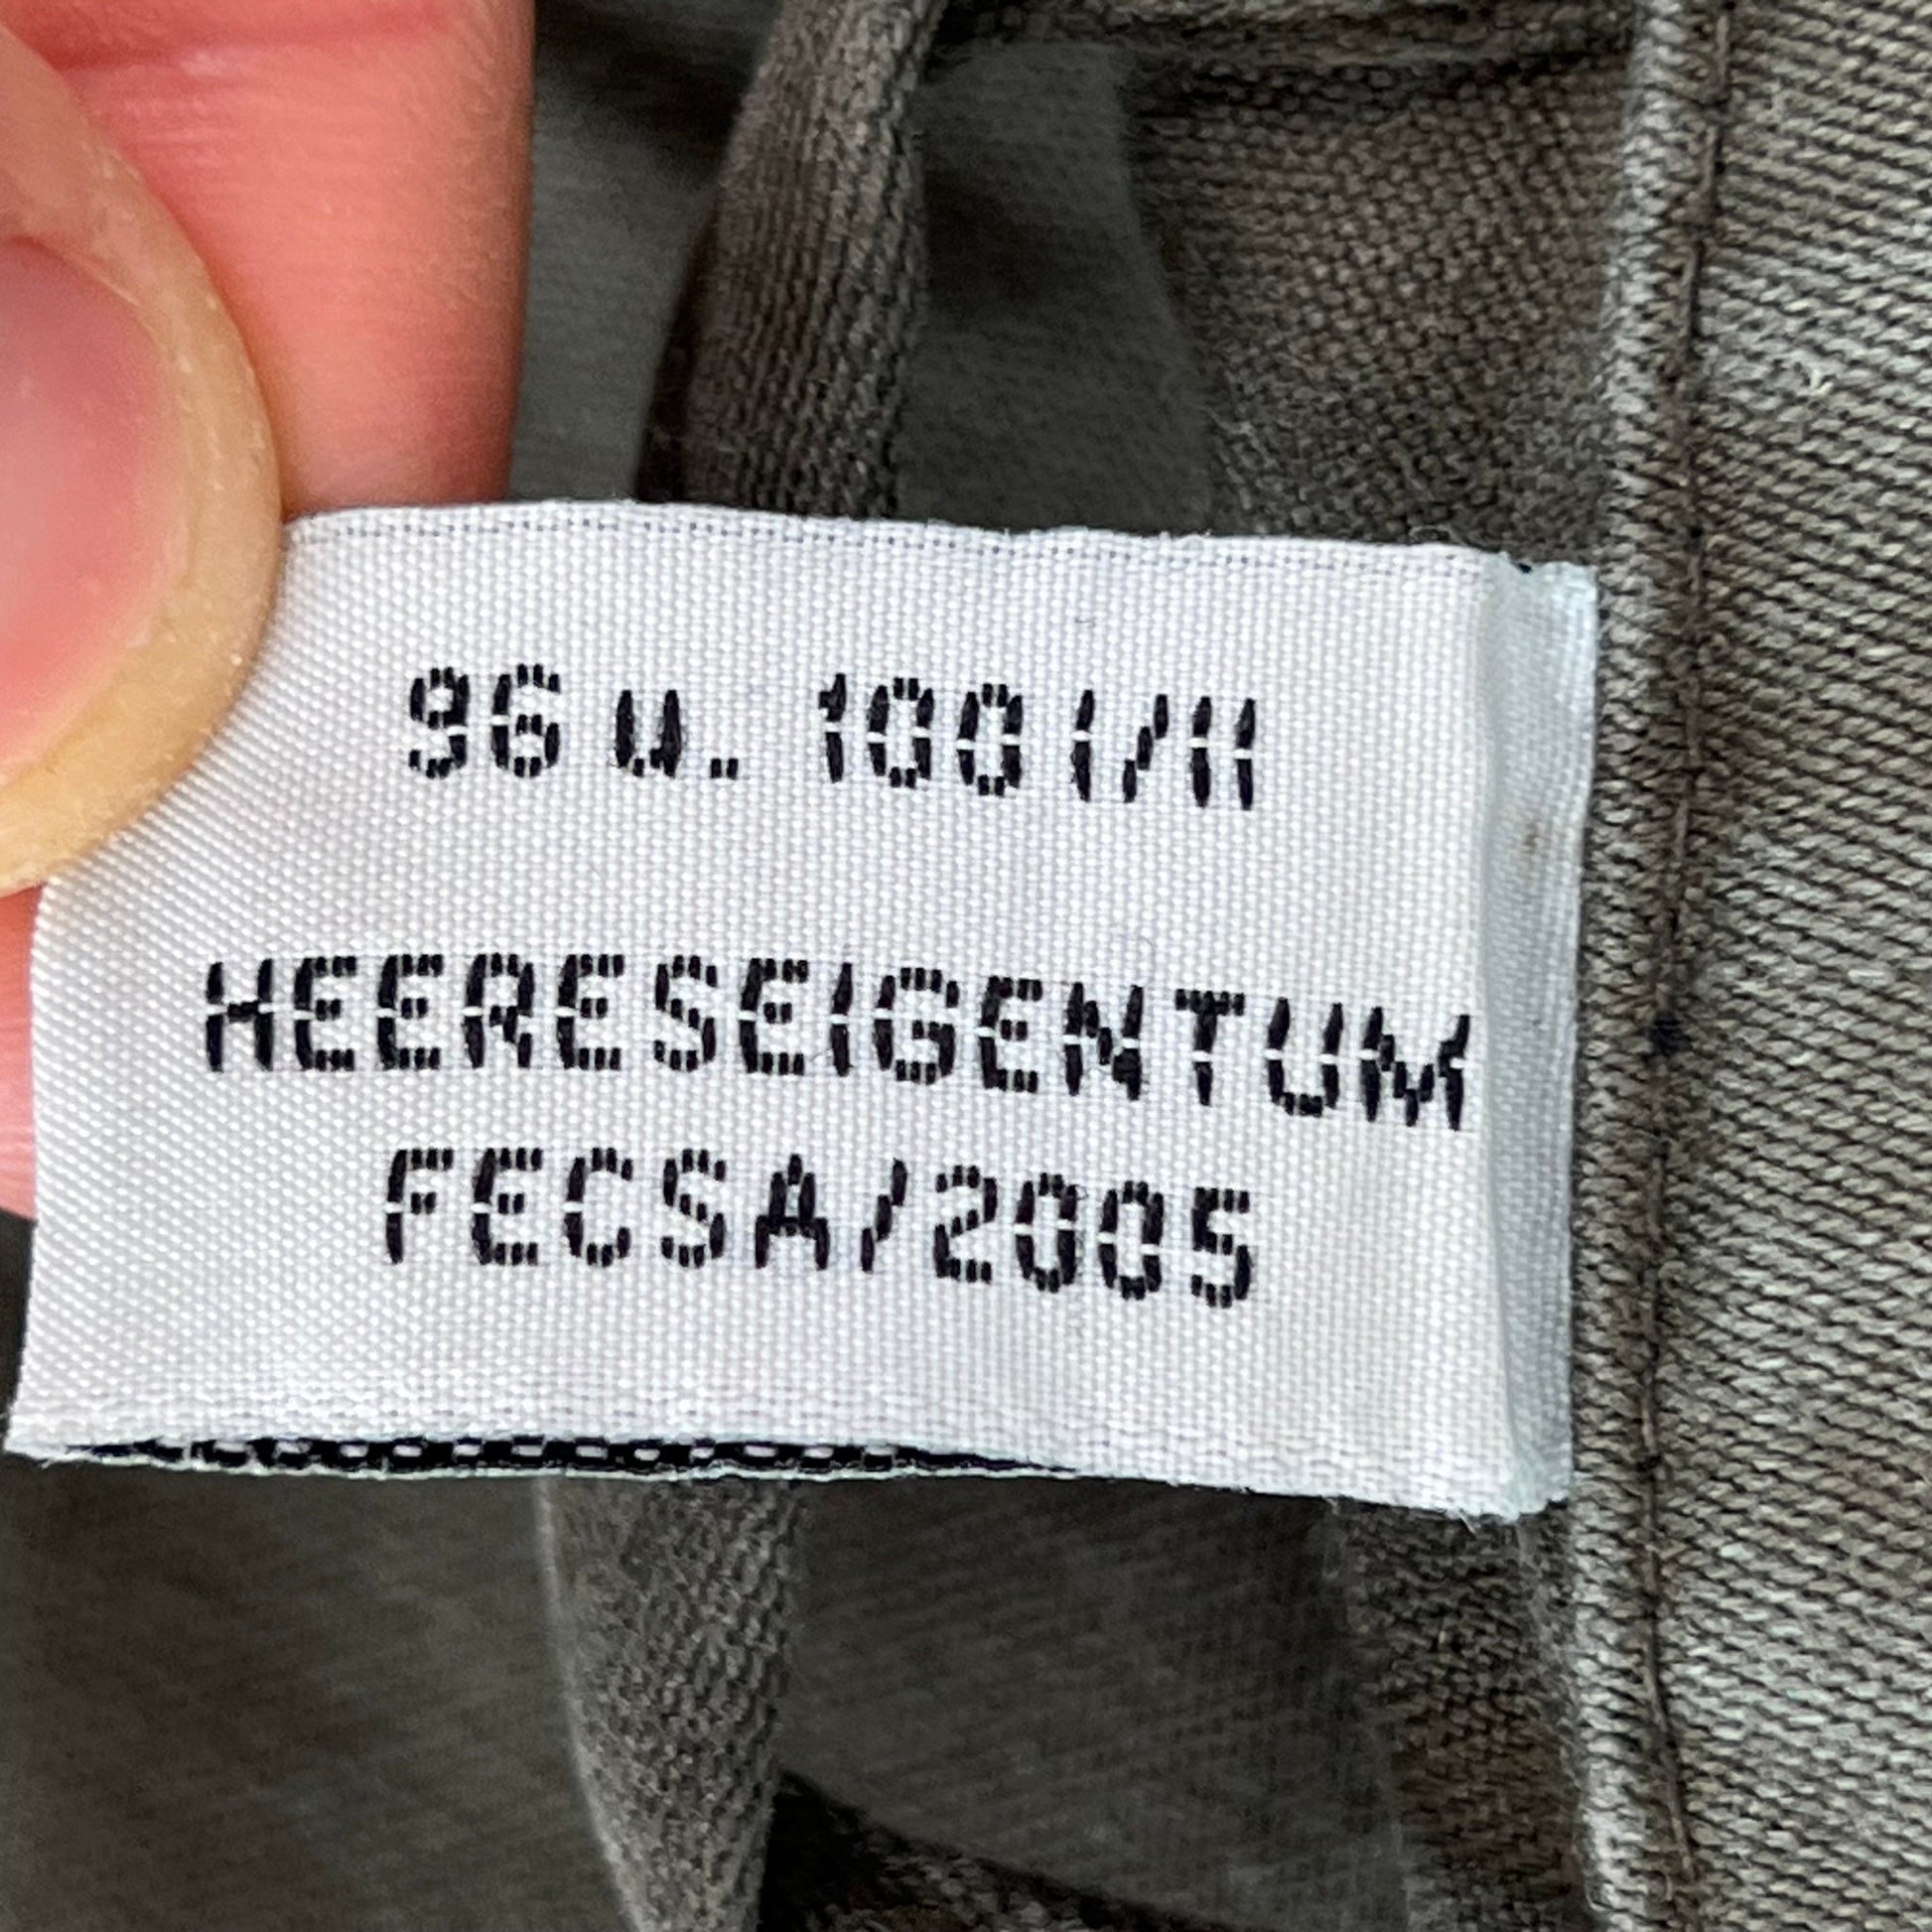 96 u. 100 I/II
HEERESEIGENTUM
FECSA/2005